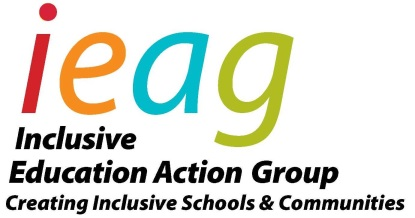 ieag
Inclusive
Education Action Group
Creating Inclusive Schools & Communities